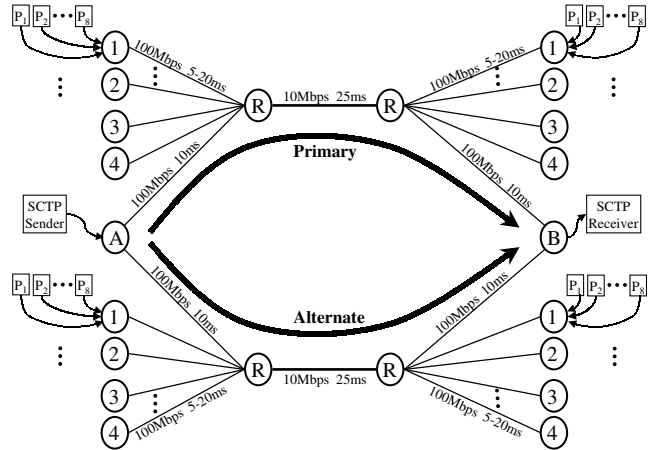 P1 P2 ••• P8
P1 P2 ••• P8
1
100Mbps 5-20ms
100Mbps 5-20ms
1
2
2
R
10Mbps 25ms
R
3
3
4
4
100Mbps 10ms
Primary
100Mbps 10ms
SCTP
Sender
A
B
SCTP
Receiver
100Mbps 10ms
Alternate
100Mbps 10ms
P1 P2 ••• P8
P1 P2 ••• P8
1
1
2
2
R
10Mbps 25ms
R
3
3
4
100Mbps 5-20ms
100Mbps 5-20ms
4